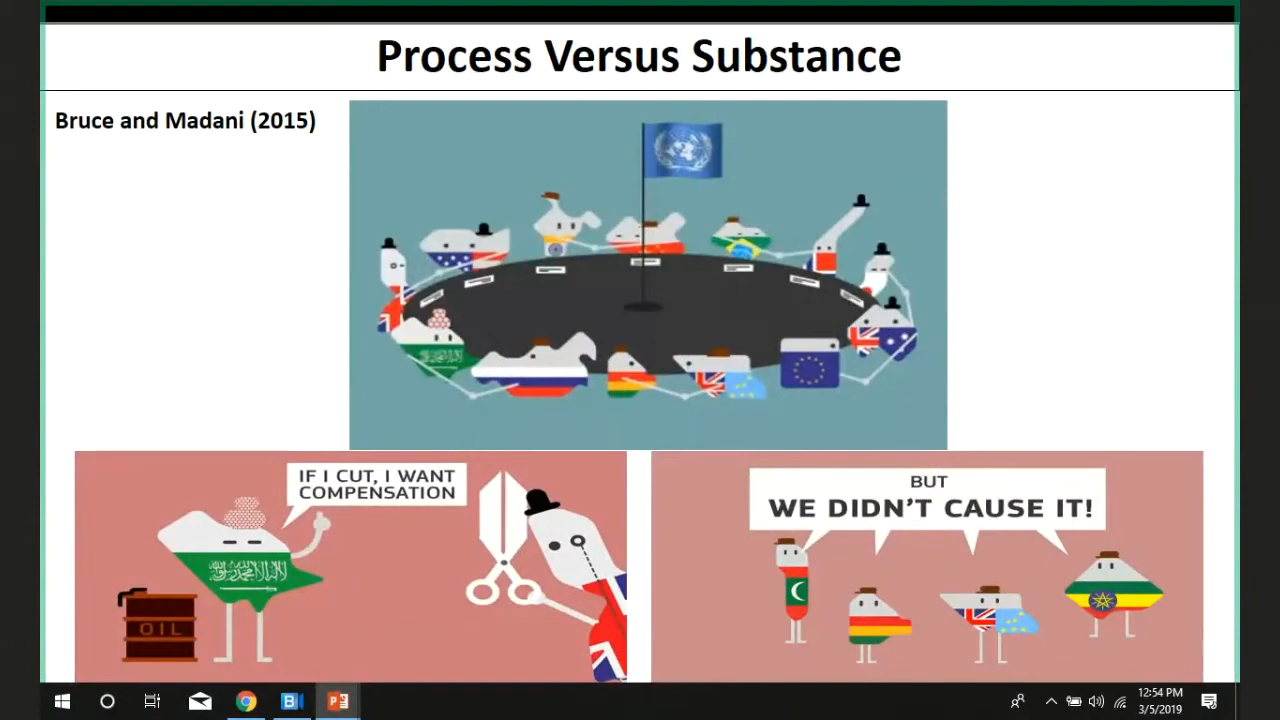 Process Versus Substance
Bruce and Madani (2015)
IF I CUT, I WANT
COMPENSATION
OIL
BUT
WE DIDN'T CAUSE IT!
12:54 PM
3/5/2019